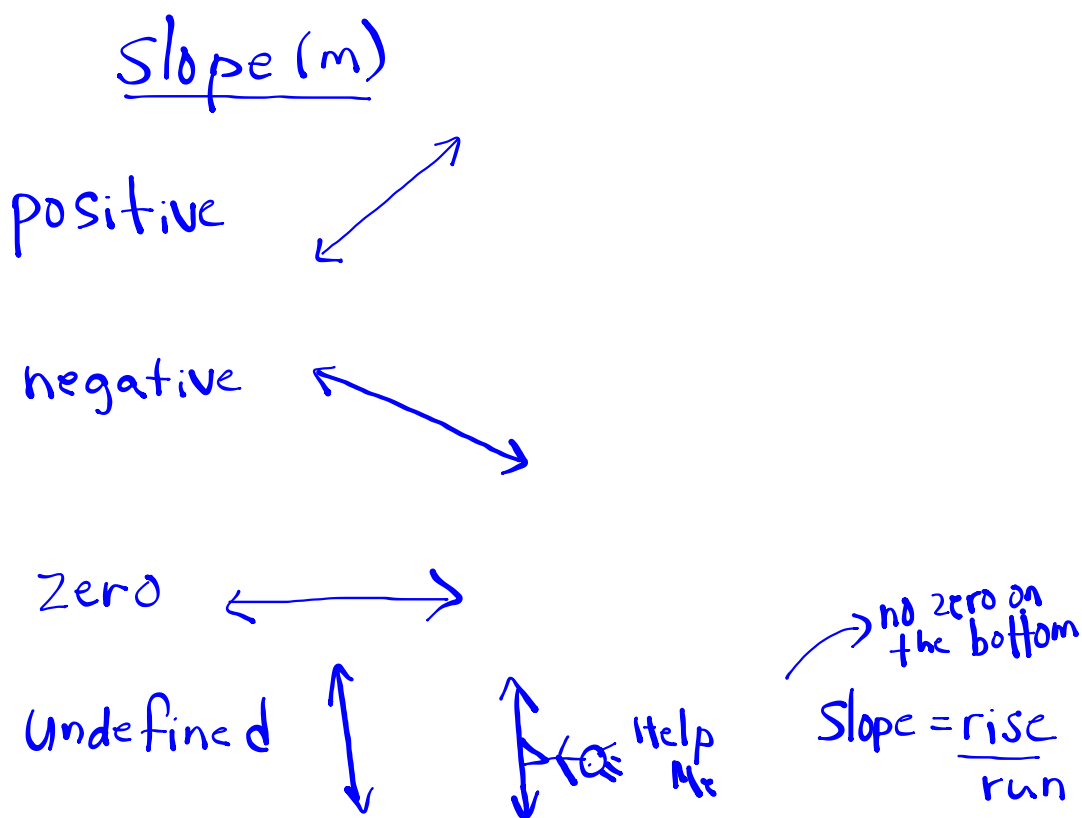 Slope (m)
positive
negative
zero
no zero on
the bottom
undefined
Help
Me
Slope = rise
run